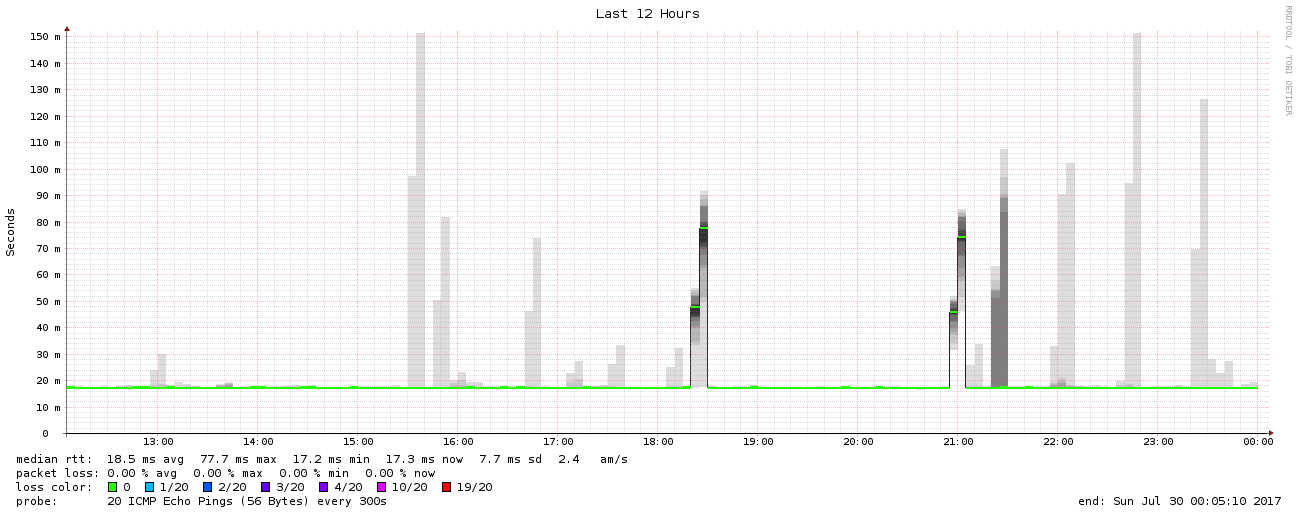 Last 12 Hours
RRDTOOL / TOBI OETIKER
Seconds
150 m
140 m
130 m
120 m
110 m
100 m
90 m
80 m
70 m
60 m
50 m
40 m
30 m
20 m
10 m
0
13:00 14:00 15:00 16:00 17:00 18:00 19:00 20:00 21:00 22:00 23:00 00:00
median rtt: 18.5 ms avg 77.7 ms max 17.2 ms min 17.3 ms now 7.7 ms sd 2.4 am/s
packet loss: 0.00 % avg 0.00 % max 0.00 % min 0.00 % now
loss color: 0 1/20 2/20 3/20 4/20 10/20 19/20
probe: 20 ICMP Echo Pings (56 Bytes) every 300s end: Sun Jul 30 00:05:10 2017